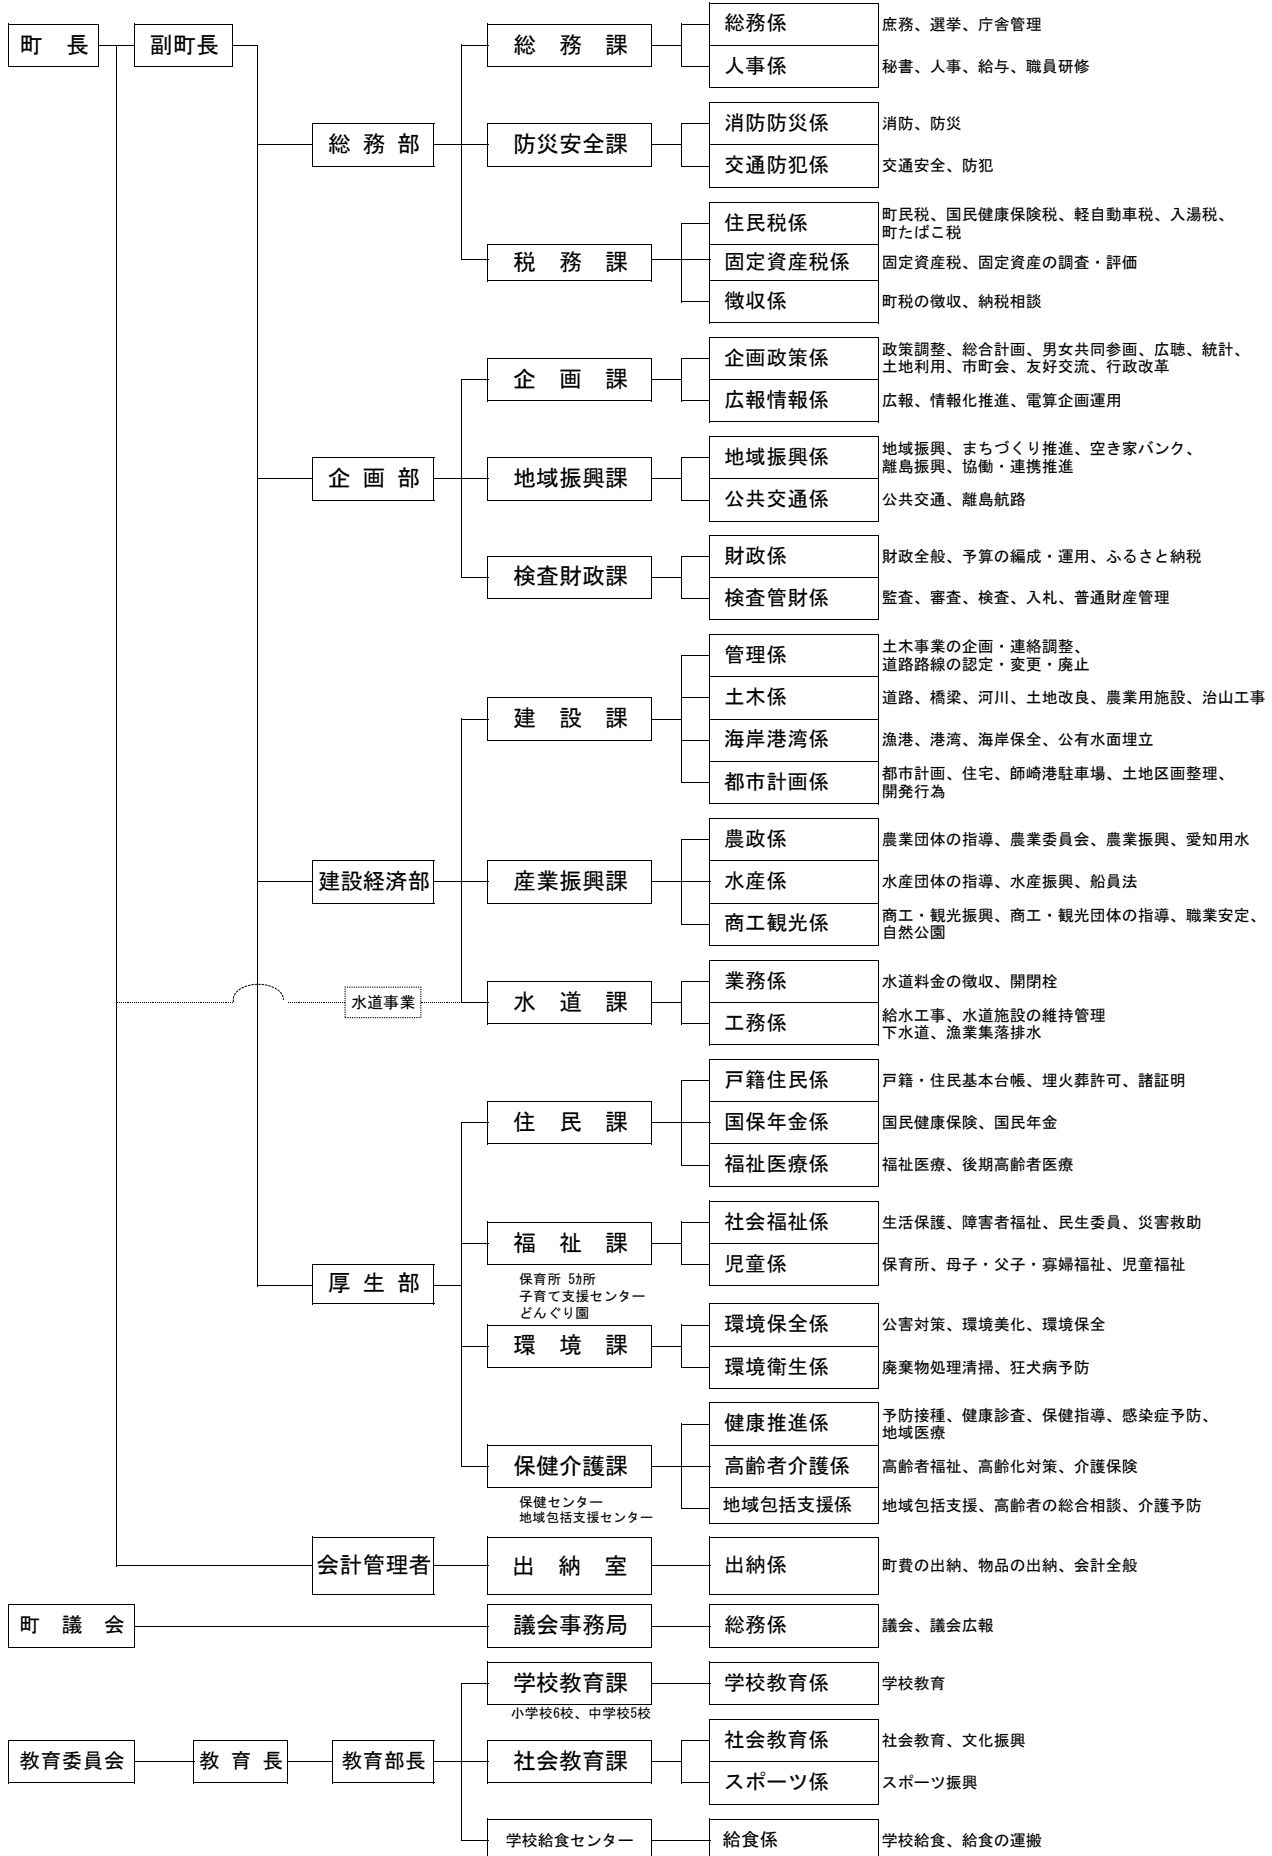 町　長
副町長
総　務　課
総務係
庶務、選挙、庁舎管理
人事係
秘書、人事、給与、職員研修
総 務 部
防災安全課
消防防災係
消防、防災
交通防犯係
交通安全、防犯
税　務　課
住民税係
町民税、国民健康保険税、軽自動車税、入湯税、
町たばこ税
固定資産税係
固定資産税、固定資産の調査・評価
徴収係
町税の徴収、納税相談
企　画　課
企画政策係
政策調整、総合計画、男女共同参画、広聴、統計、
土地利用、市町会、友好交流、行政改革
広報情報係
広報、情報化推進、電算企画運用
企 画 部
地域振興課
地域振興係
地域振興、まちづくり推進、空き家バンク、
離島振興、協働・連携推進
公共交通係
公共交通、離島航路
検査財政課
財政係
財政全般、予算の編成・運用、ふるさと納税
検査管財係
監査、審査、検査、入札、普通財産管理
建　設　課
管理係
土木事業の企画・連絡調整、
道路路線の認定・変更・廃止
土木係
道路、橋梁、河川、土地改良、農業用施設、治山工事
海岸港湾係
漁港、港湾、海岸保全、公有水面埋立
都市計画係
都市計画、住宅、師崎港駐車場、土地区画整理、
開発行為
建設経済部
産業振興課
農政係
農業団体の指導、農業委員会、農業振興、愛知用水
水産係
水産団体の指導、水産振興、船員法
商工観光係
商工・観光振興、商工・観光団体の指導、職業安定、
自然公園
水道事業
水　道　課
業務係
水道料金の徴収、開閉栓
工務係
給水工事、水道施設の維持管理
下水道、漁業集落排水
住　民　課
戸籍住民係
戸籍・住民基本台帳、埋火葬許可、諸証明
国保年金係
国民健康保険、国民年金
福祉医療係
福祉医療、後期高齢者医療
厚 生 部
福　祉　課
保育所 5ｶ所
子育て支援センター
どんぐり園
社会福祉係
生活保護、障害者福祉、民生委員、災害救助
児童係
保育所、母子・父子・寡婦福祉、児童福祉
環　境　課
環境保全係
公害対策、環境美化、環境保全
環境衛生係
廃棄物処理清掃、狂犬病予防
保健介護課
保健センター
地域包括支援センター
健康推進係
予防接種、健康診査、保健指導、感染症予防、
地域医療
高齢者介護係
高齢者福祉、高齢化対策、介護保険
地域包括支援係
地域包括支援、高齢者の総合相談、介護予防
会計管理者
出　納　室
出納係
町費の出納、物品の出納、会計全般
町　議　会
議会事務局
総務係
議会、議会広報
教育委員会
教 育 長
教育部長
学校教育課
小学校6校、中学校5校
学校教育係
学校教育
社会教育課
社会教育係
社会教育、文化振興
スポーツ係
スポーツ振興
学校給食センター
給食係
学校給食、給食の運搬